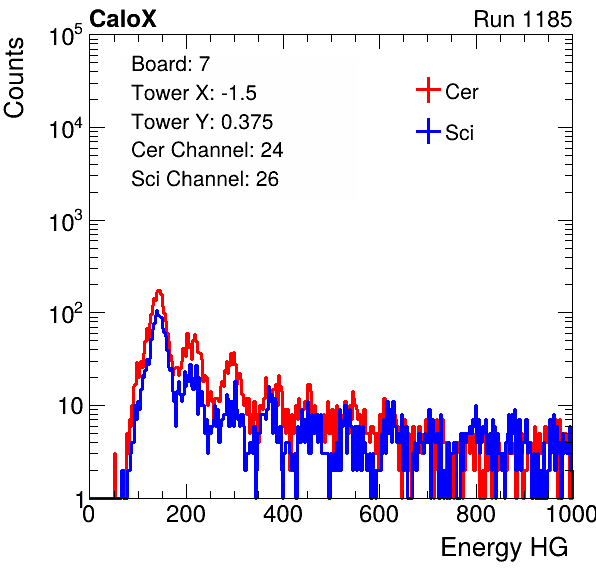 CaloX Run 1185
Counts
10^5
10^4
10^3
10^2
10
1
Board: 7
Tower X: -1.5
Tower Y: 0.375
Cer Channel: 24
Sci Channel: 26
Cer
Sci
0 200 400 600 800 1000
Energy HG